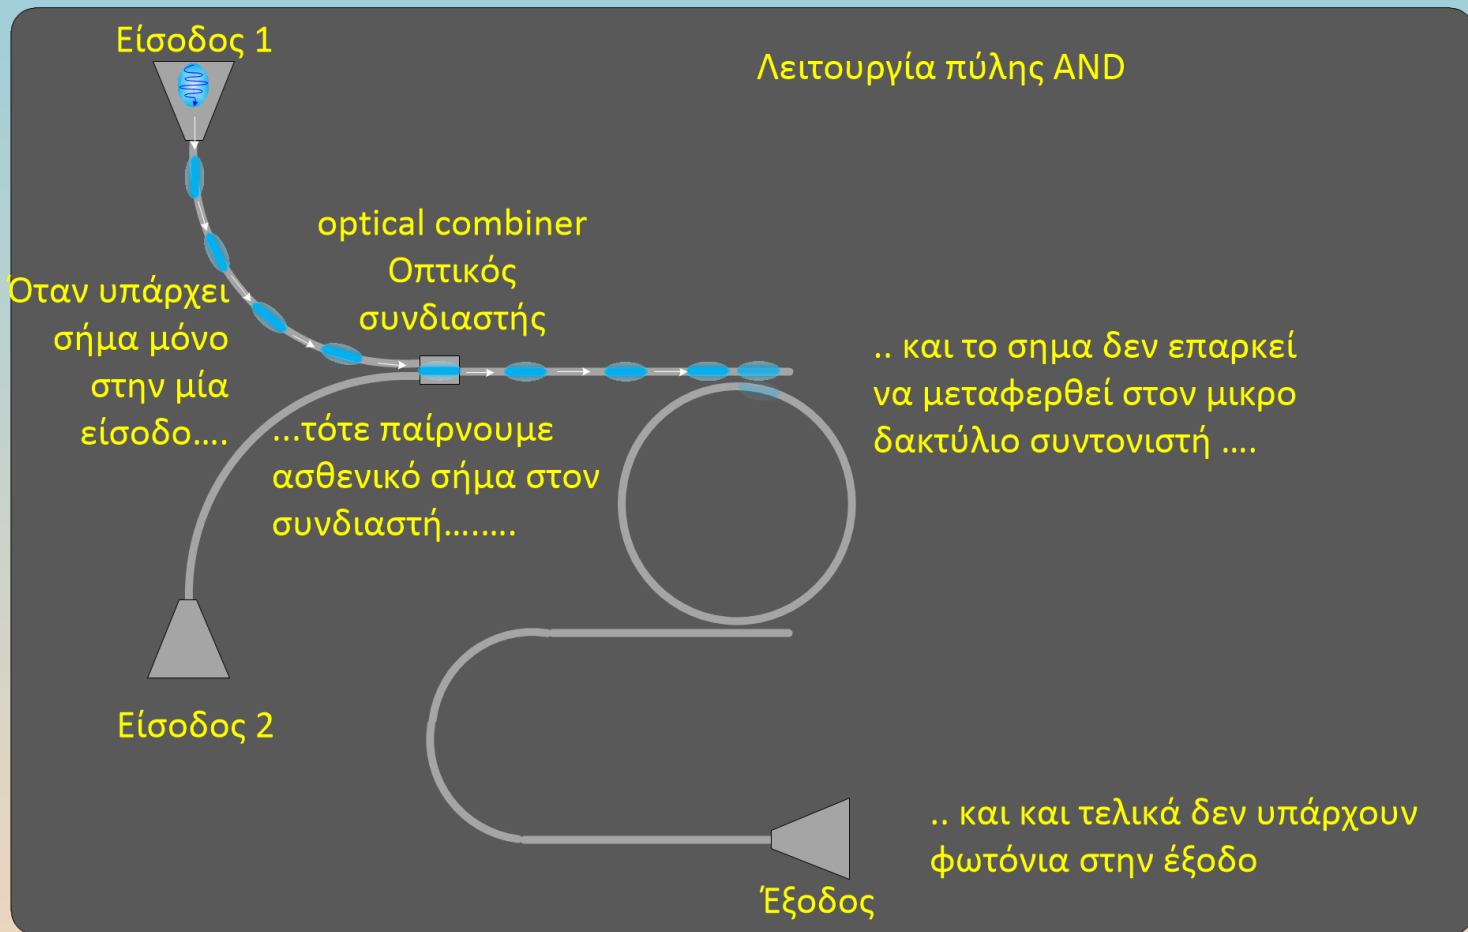 Είσοδος 1
Λειτουργία πύλης AND
optical combiner
Οπτικός
συνδιαστής
Όταν υπάρχει
σήμα μόνο
στην μία
είσοδο....
...τότε παίρνουμε
ασθενικό σήμα στον
συνδιαστή........
.. και το σημα δεν επαρκεί
να μεταφερθεί στον μικρο
δακτύλιο συντονιστή ....
Είσοδος 2
.. και και τελικά δεν υπάρχουν
φωτόνια στην έξοδο
Έξοδος